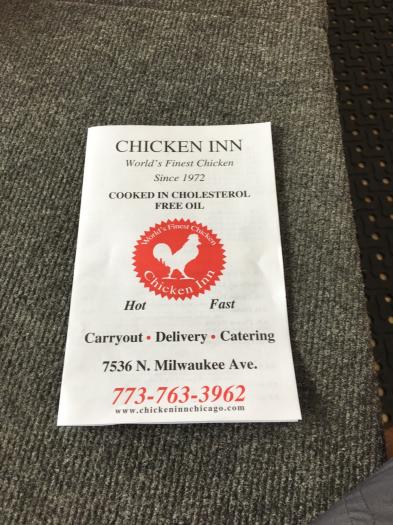 CHICKEN INN
World's Finest Chicken
Since 1972
COOKED IN CHOLESTEROL
FREE OIL
World's Finest Chicken
Chicken Inn
Hot Fast
Carryout • Delivery • Catering
7536 N. Milwaukee Ave.
773-763-3962
www.chickeninnchicago.com